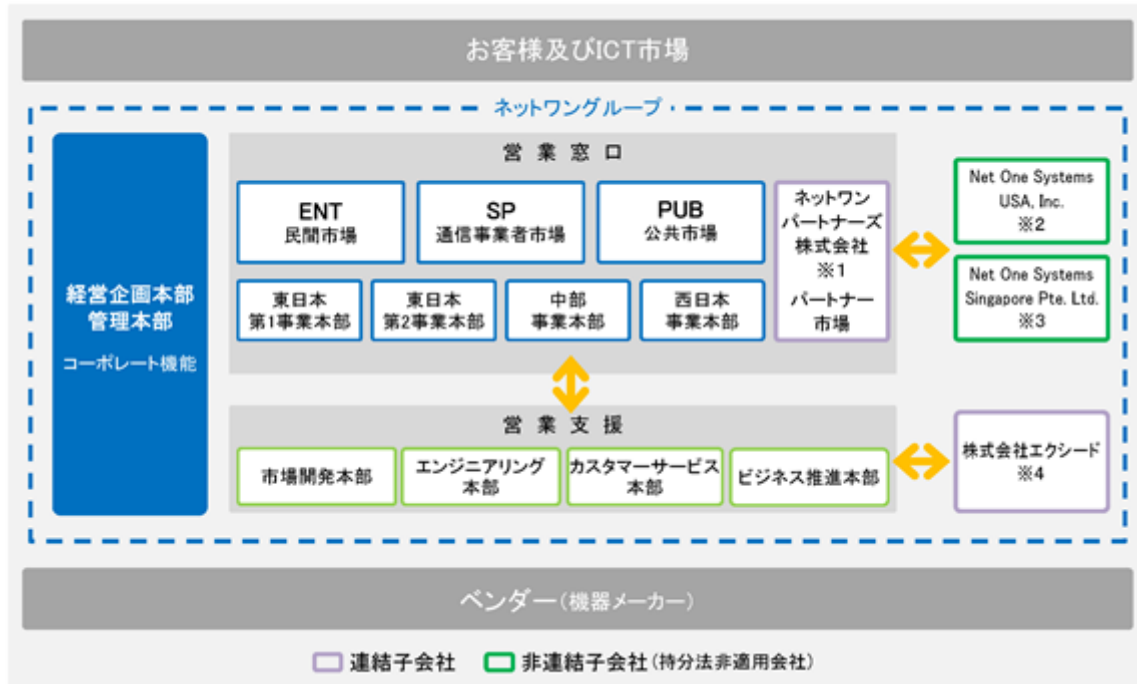 お客様及びICT市場
ネットワングループ
経営企画本部
管理本部
コーポレート機能
営業窓口
ENT
民間市場
SP
通信事業者市場
PUB
公共市場
ネットワン
パートナーズ
株式会社
※1
パートナー
市場
東日本
第1事業本部
東日本
第2事業本部
中部
事業本部
西日本
事業本部
Net One Systems
USA, Inc.
※2
Net One Systems
Singapore Pte. Ltd.
※3
営業支援
市場開発本部
エンジニアリング
本部
カスタマーサービス
本部
ビジネス推進本部
株式会社エクシード
※4
ベンダー(機器メーカー)
連結子会社
非連結子会社(持分法非適用会社)